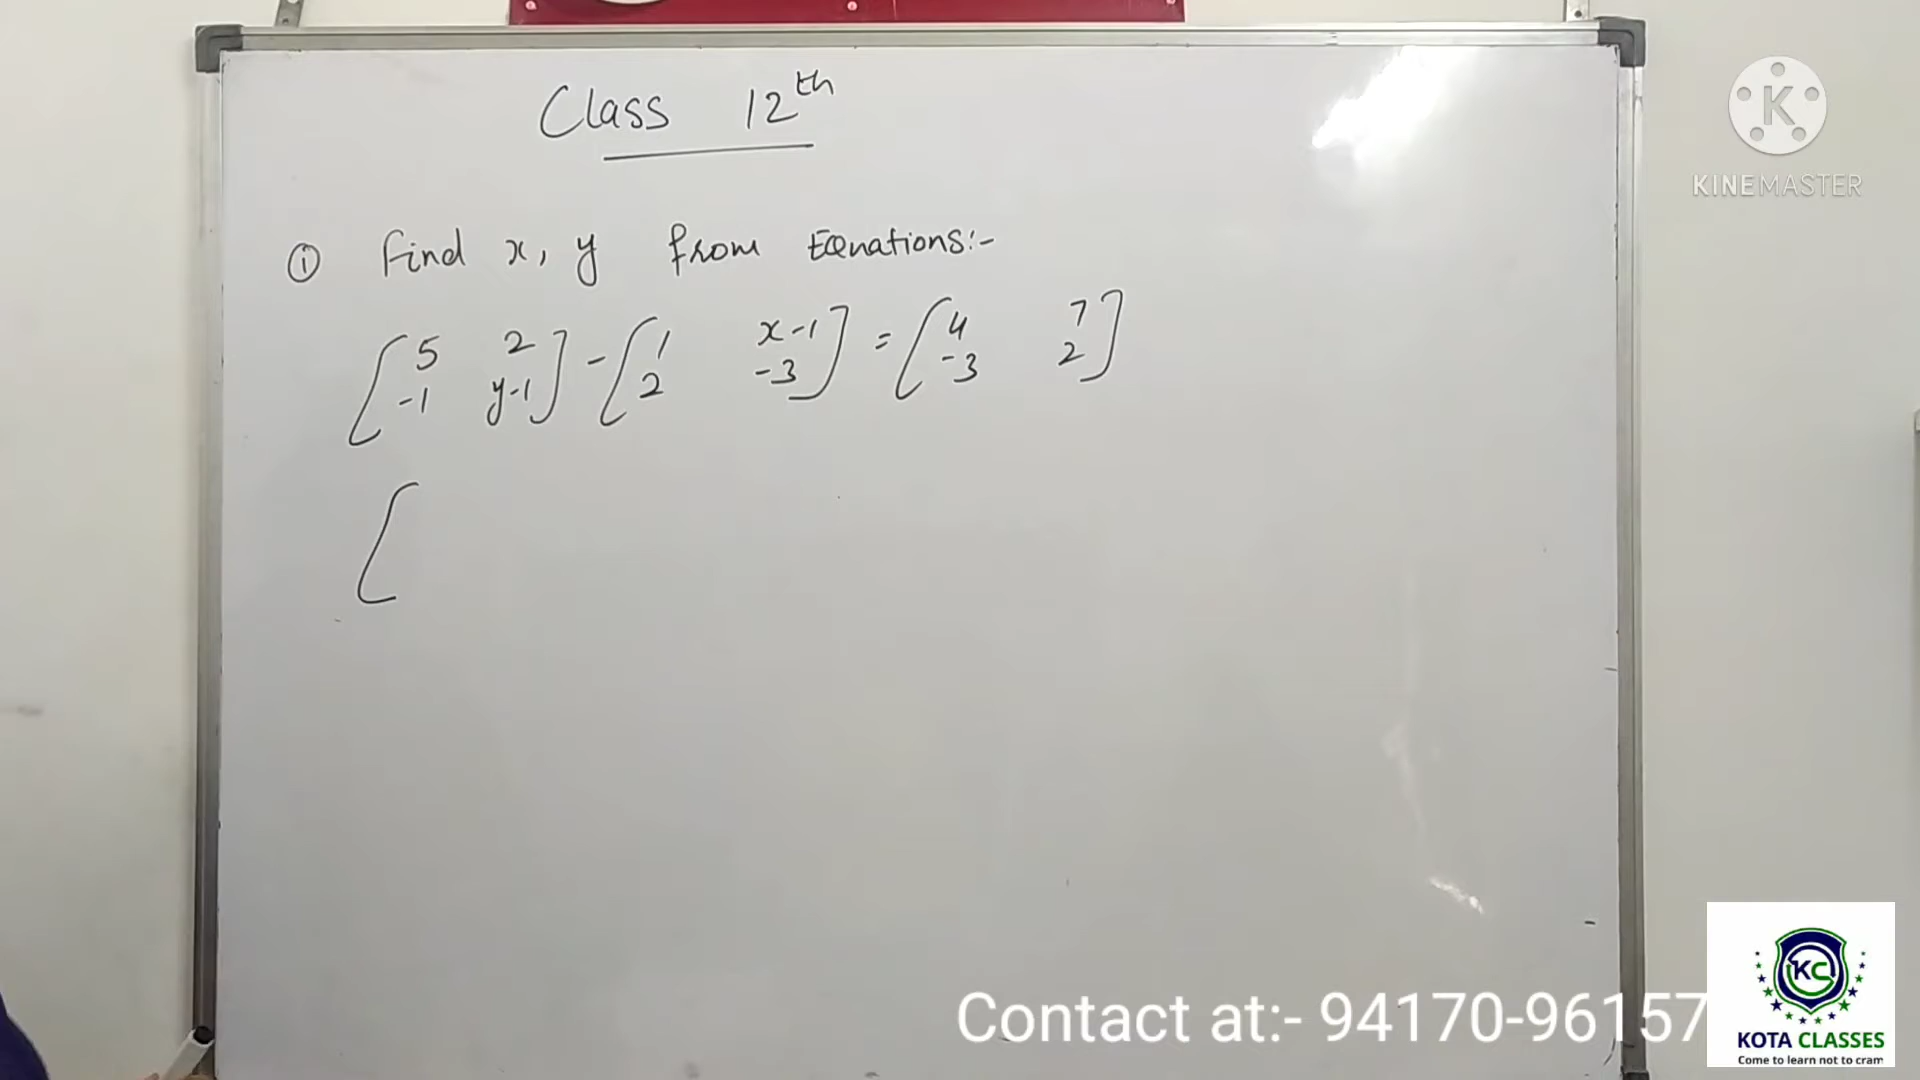 Class 12th
① Find x, y from Equations:-
[5 2] - [1 x-1] = [4 7]
[-1 y-1] [2 -3] [-3 2]
[
K
KINEMASTER
Contact at:- 94170-96157
KC
KOTA CLASSES
Come to learn not to cram